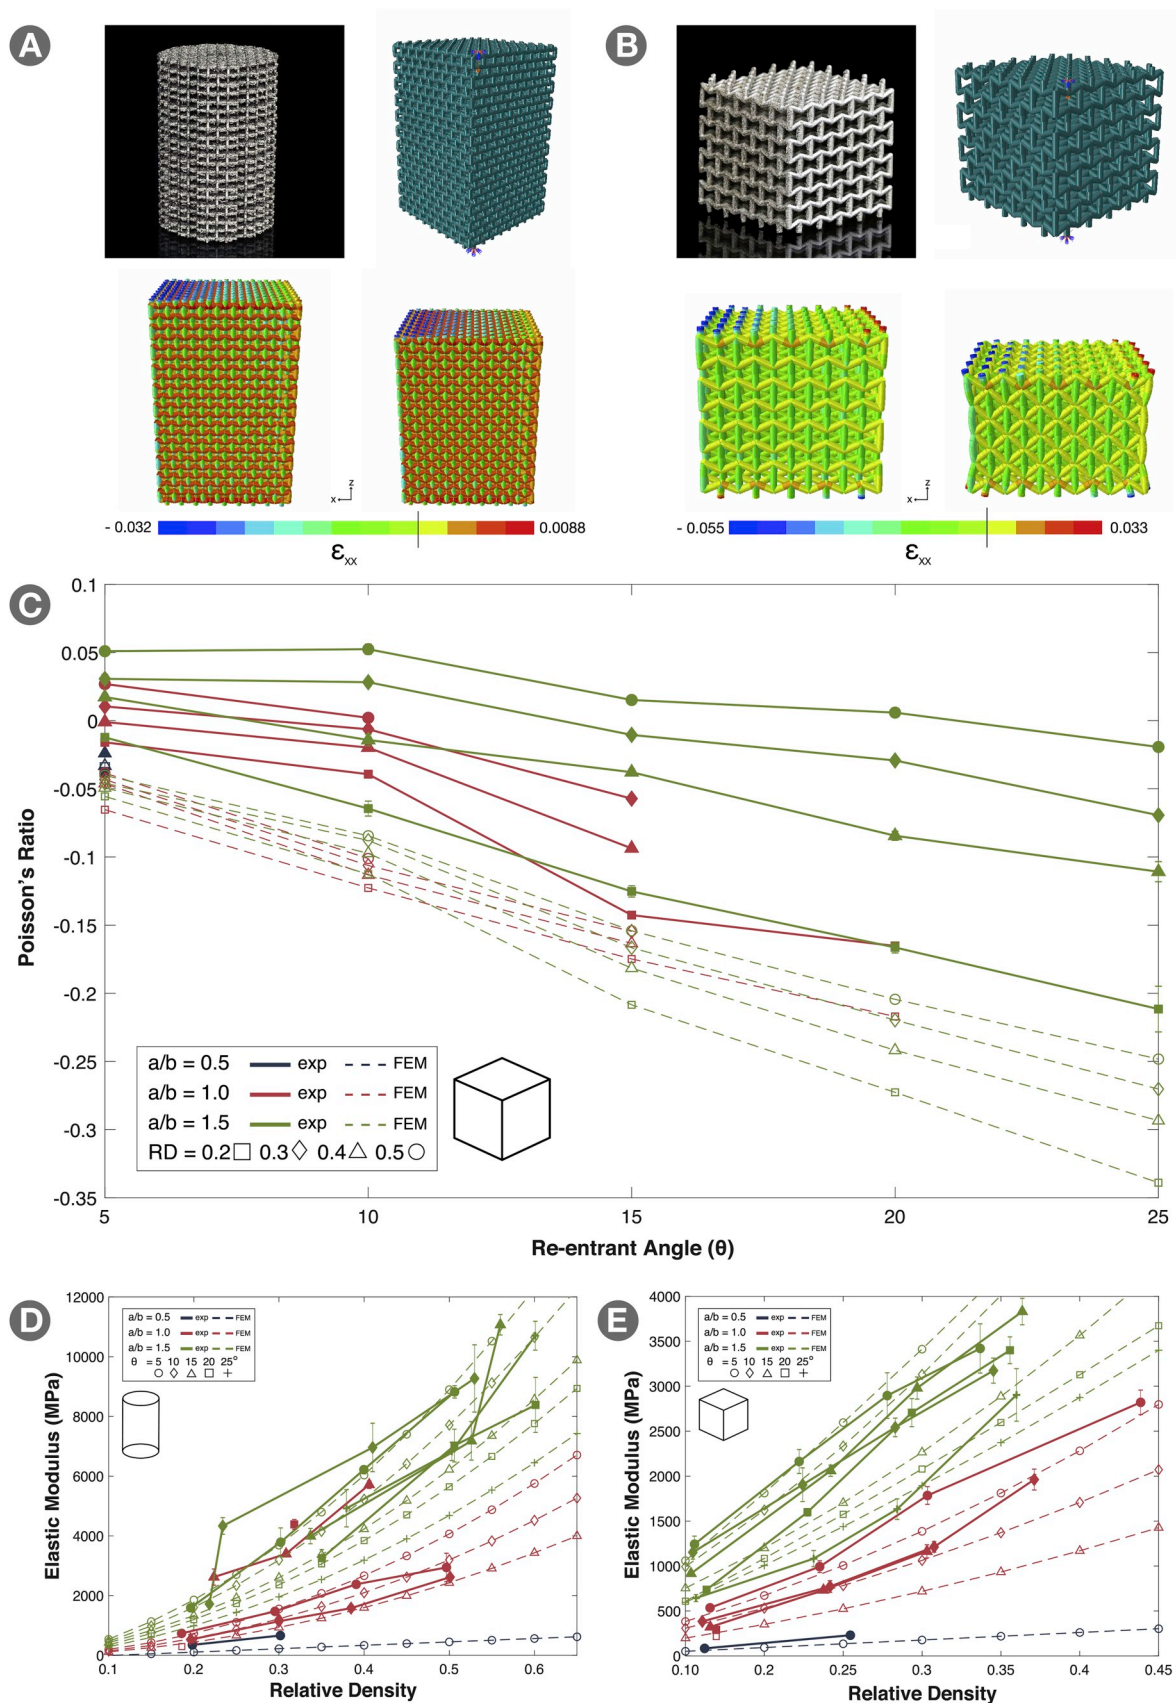 A
B
z
x
z
x
- 0.032
0.0088
- 0.055
0.033
εxx
εxx
C
0.1
0.05
0
-0.05
-0.1
-0.15
-0.2
-0.25
-0.3
-0.35
Poisson's Ratio
a/b = 0.5 exp FEM
a/b = 1.0 exp FEM
a/b = 1.5 exp FEM
RD = 0.2 0.3 0.4 0.5
5 10 15 20 25
Re-entrant Angle (θ)
D
12000
10000
8000
6000
4000
2000
0
Elastic Modulus (MPa)
a/b = 0.5 exp FEM
a/b = 1.0 exp FEM
a/b = 1.5 exp FEM
θ = 5 10 15 20 25°
0.1 0.2 0.3 0.4 0.5 0.6
Relative Density
E
4000
3500
3000
2500
2000
1500
1000
500
0
Elastic Modulus (MPa)
a/b = 0.5 exp FEM
a/b = 1.0 exp FEM
a/b = 1.5 exp FEM
θ = 5 10 15 20 25°
0.10 0.2 0.25 0.3 0.35 0.4 0.45
Relative Density